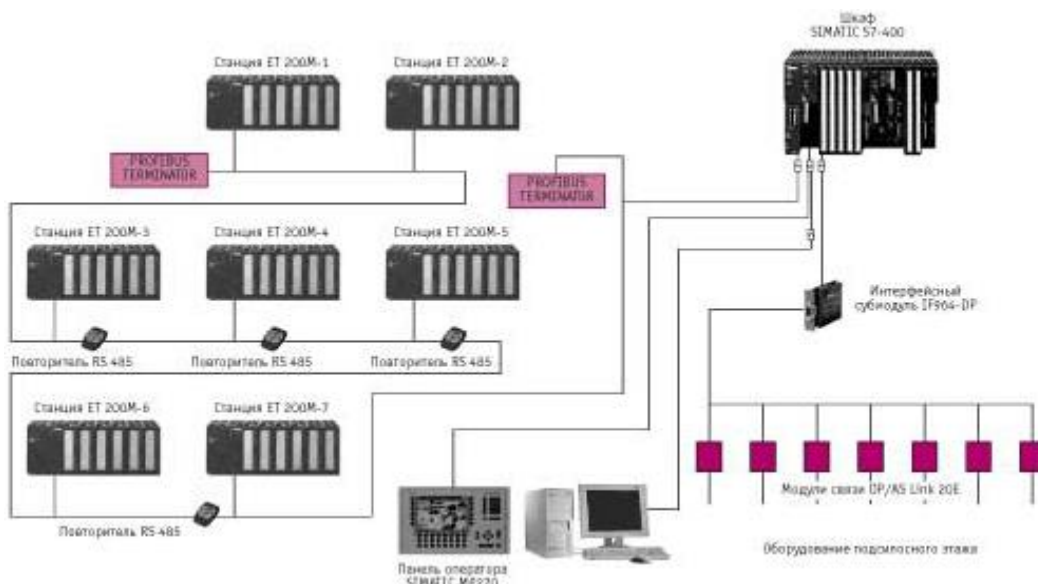 Шкаф
SIMATIC S7-400
Станция ET 200M-1
Станция ET 200M-2
PROFIBUS
TERMINATOR
PROFIBUS
TERMINATOR
Станция ET 200M-3
Станция ET 200M-4
Станция ET 200M-5
Интерфейсный
субмодуль IF964-DP
Повторитель RS 485
Повторитель RS 485
Повторитель RS 485
Станция ET 200M-6
Станция ET 200M-7
Модули связи DP/AS Link 20E
Повторитель RS-485
Оборудование подсилосного этажа
Панель оператора
SIMATIC